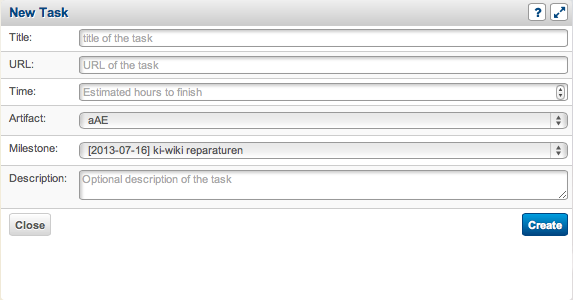 New Task ?
Title: title of the task
URL: URL of the task
Time: Estimated hours to finish
Artifact: aAE
Milestone: [2013-07-16] ki-wiki reparaturen
Description: Optional description of the task
Close Create